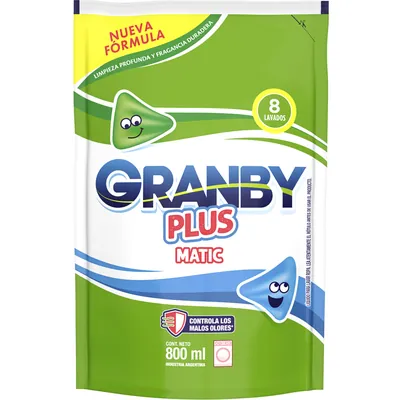 NUEVA
FÓRMULA
LIMPIEZA PROFUNDA Y FRAGANCIA DURADERA
8
LAVADOS
GRANBY
PLUS
MATIC
CONTROLA LOS
MALOS OLORES*
CONT. NETO
800 ml
INDUSTRIA ARGENTINA